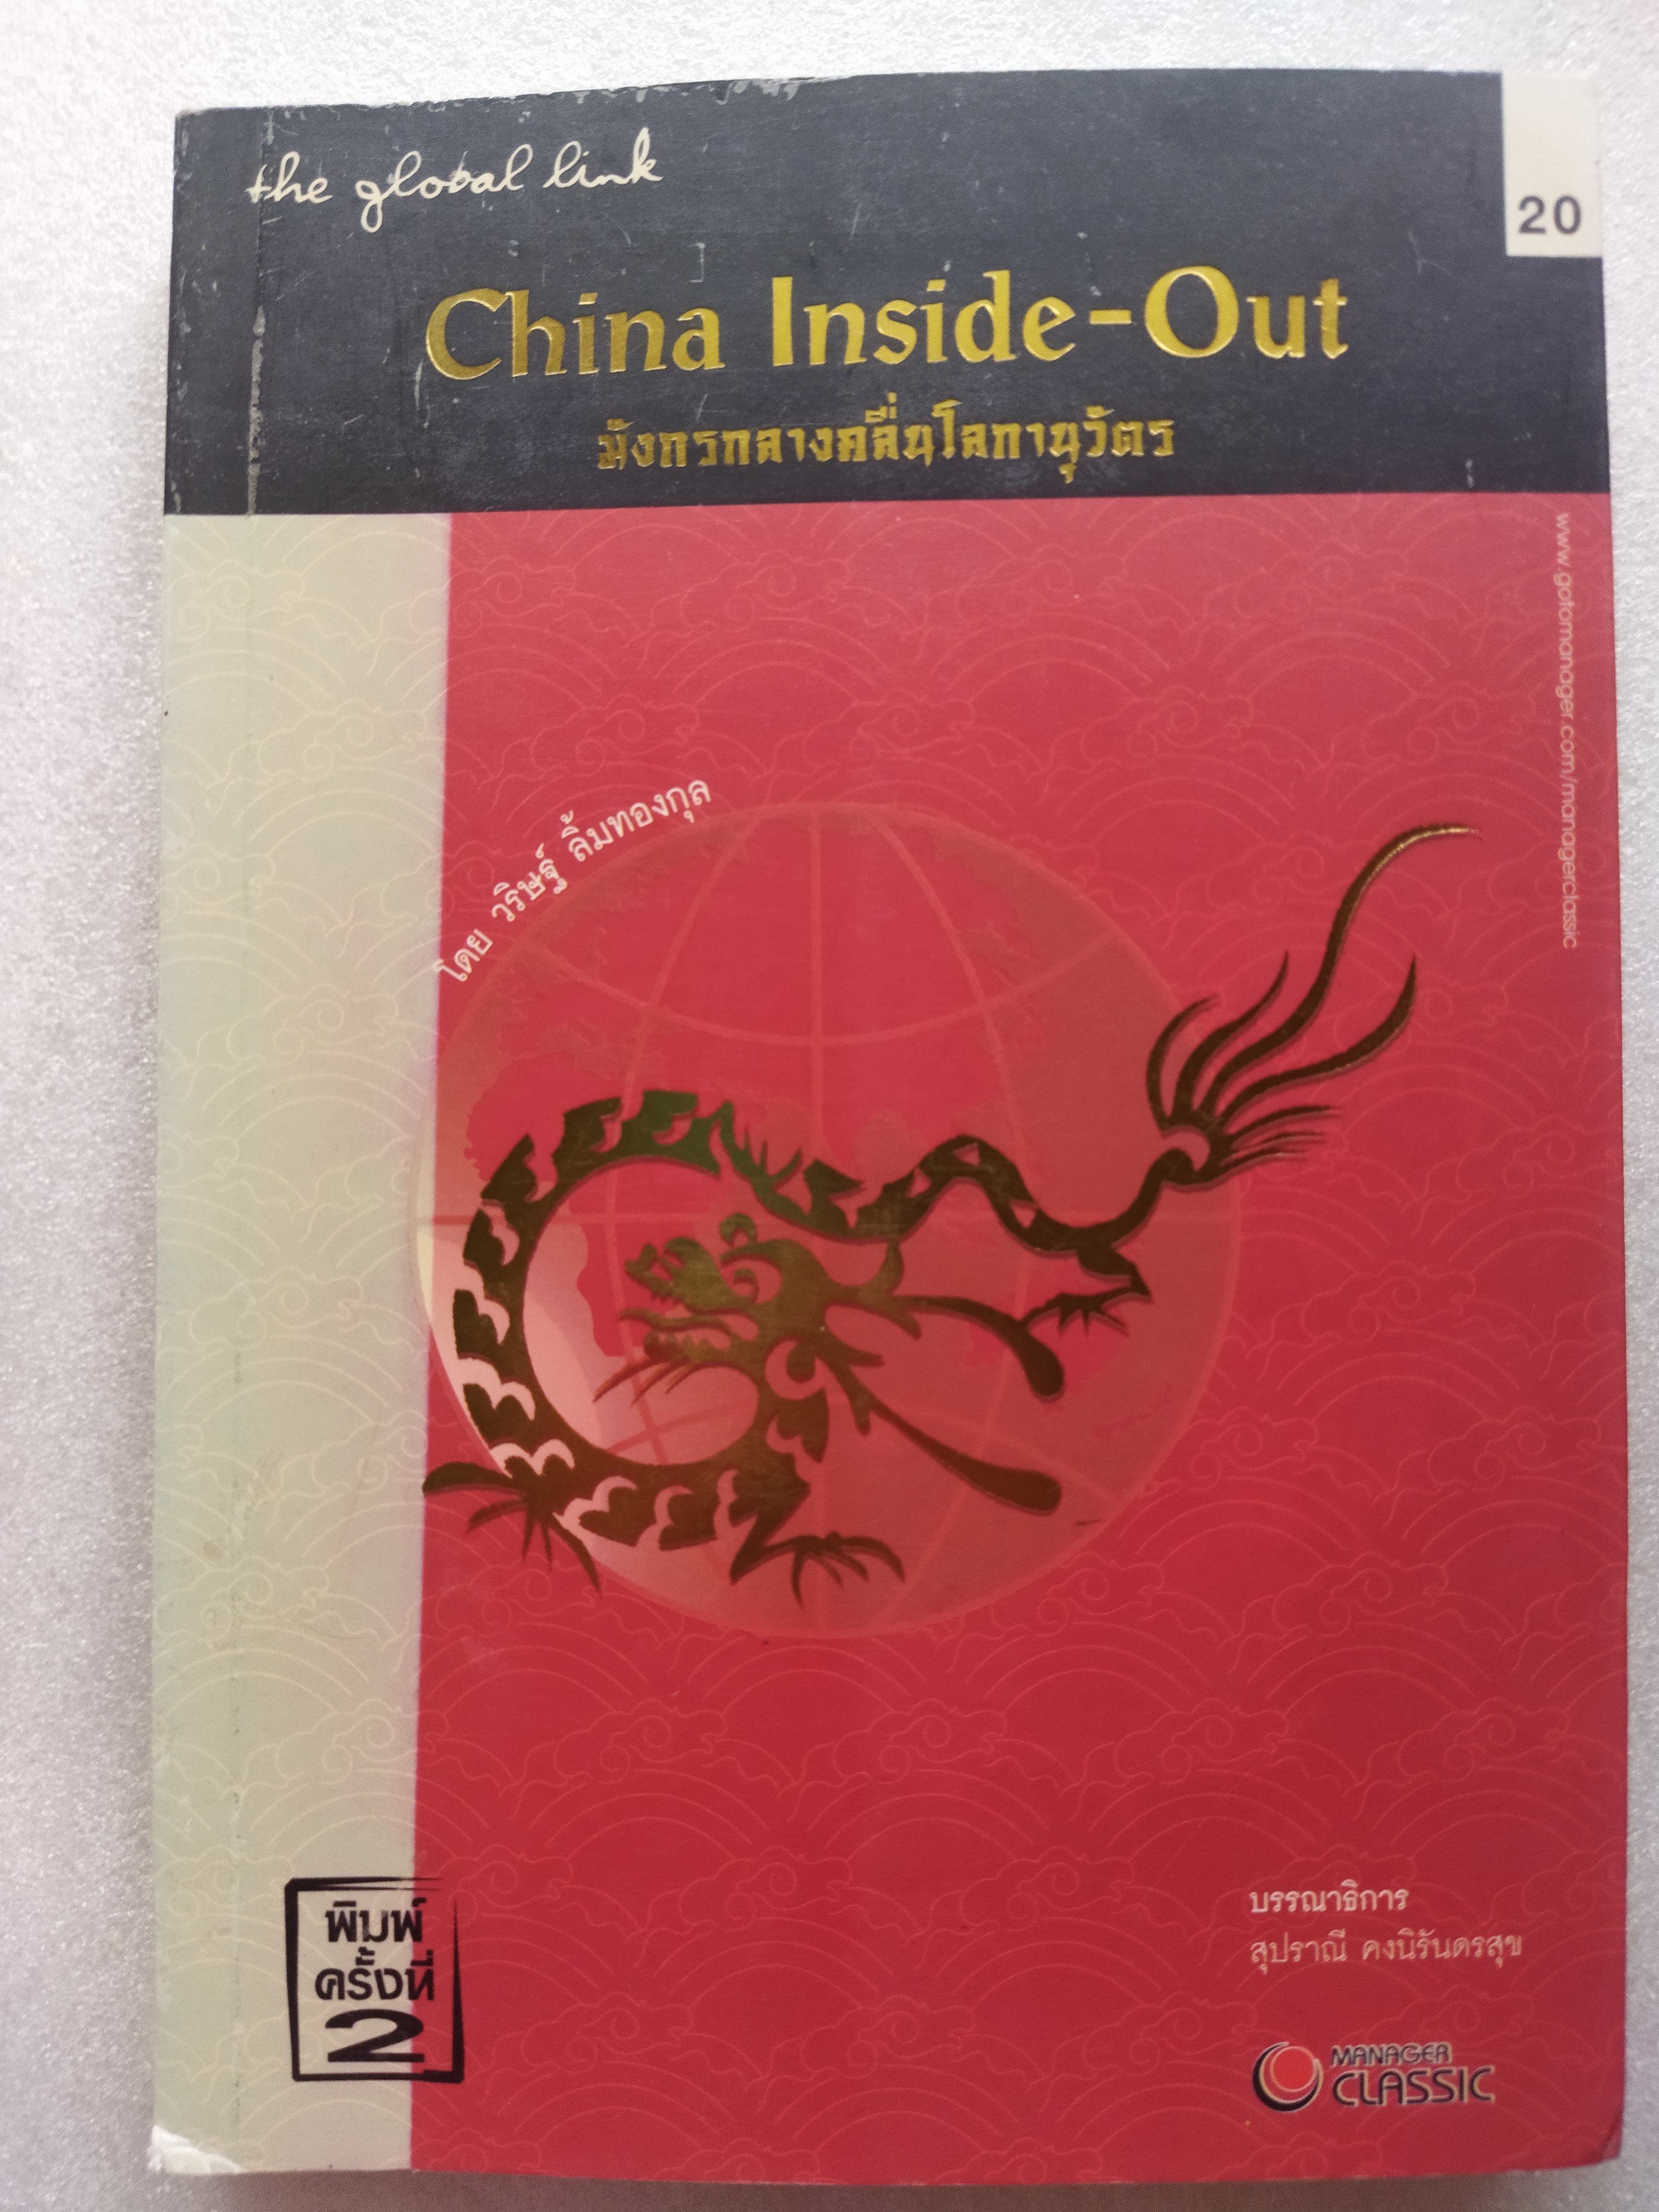 the global link
20
China Inside-Out
มังกรกลางคลื่นโลกานุวัตร
www.gotomanager.com/managerclassic
โดย วริษฐ์ ลิ้มทองกุล
พิมพ์
ครั้งที่
2
บรรณาธิการ
สุปราณี คงนิรันดรสุข
MANAGER
CLASSIC